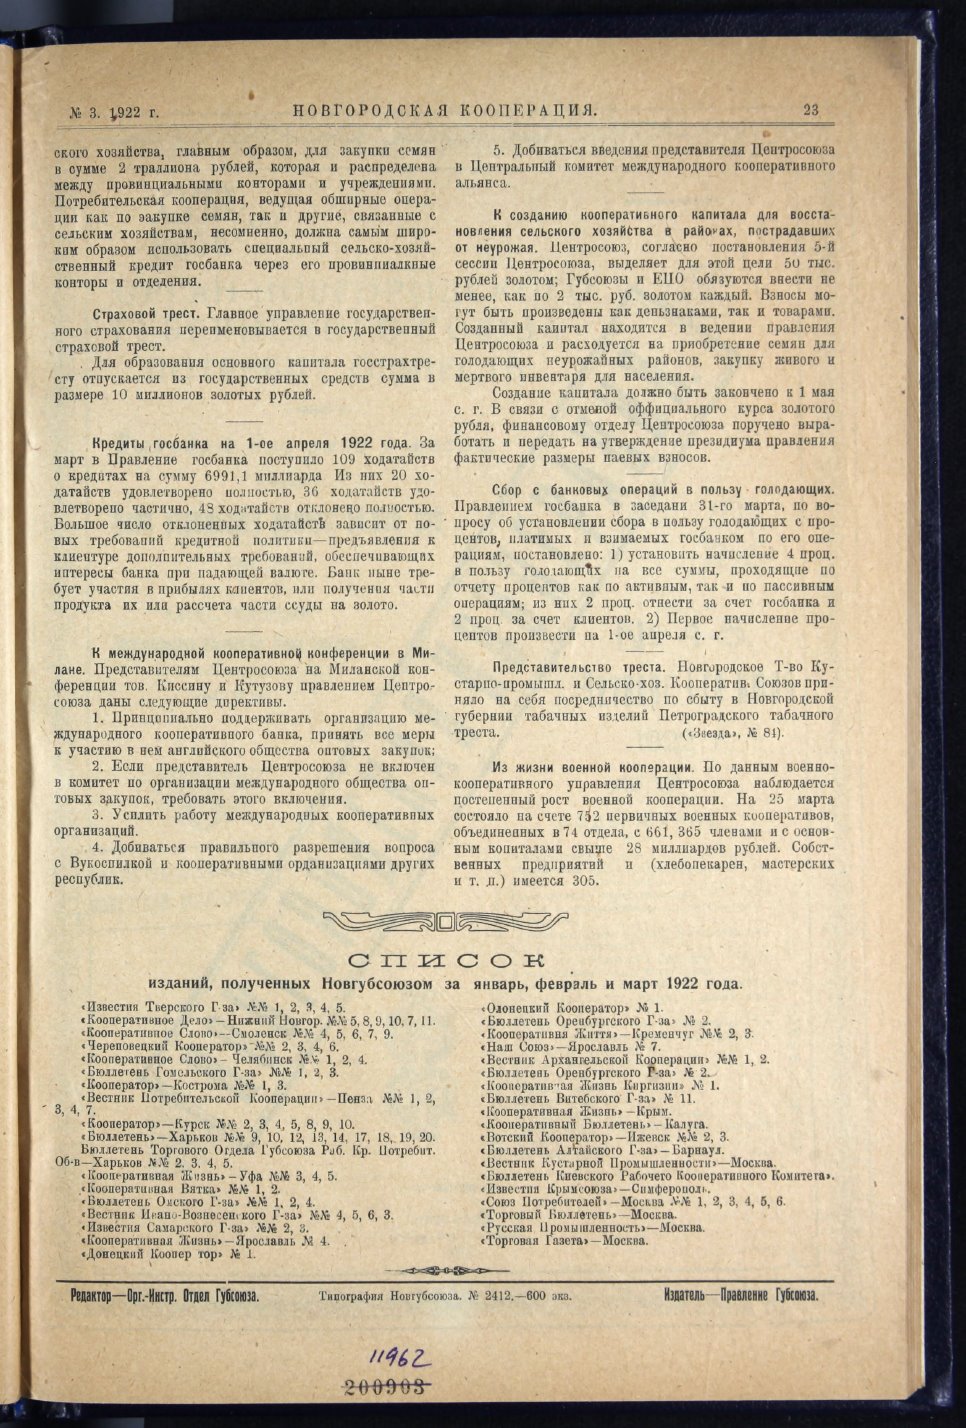 № 3. 1922 г.
НОВГОРОДСКАЯ КООПЕРАЦИЯ.
23
ского хозяйства, главным образом, для закупки семян
в сумме 2 траллиона рублей, которая и распределена
между провинциальными конторами и учреждениями.
Потребительская кооперация, ведущая обширные опера-
ции как по закупке семян, так и другие, связанные с
сельским хозяйствам, несомненно, должна самым широ-
ким образом использовать специальный сельско-хозяй-
ственный кредит госбанка через его провинпиалкные
конторы и отделения.
Страховой трест. Главное управление государствен-
ного страхования переименовывается в государственный
страховой трест.
Для образования основного капитала госстрахтре-
сту отпускается из государственных средств сумма в
размере 10 миллионов золотых рублей.
Кредиты госбанка на 1-ое апреля 1922 года. За
март в Правление госбанка поступило 109 ходатайств
о кредитах на сумму 6991,1 миллиарда Из них 20 хо-
датайств удовлетворено полностью, 36 ходатайств удо-
влетворено частично, 48 ходатайств отклонено полностью.
Большое число отклоненных ходатайств зависит от но-
вых требований кредитной политики—предъявления к
клиентуре дополнительных требований, обеспечивающих
интересы банка при падающей валюте. Банк ныне тре-
бует участия в прибылях клиентов, или получения части
продукта их или рассчета части ссуды на золото.
К международной кооперативной конференции в Ми-
лане. Представителям Центросоюза на Миланской кон-
ференции тов. Киссину и Кутузову правлением Центро-
союза даны следующие дирктивы.
1. Принципиально поддерживать организацию ме-
ждународного кооперативного банка, принять все меры
к участию в нем английского общества оптовых закупок;
2. Если представитель Центросоюза не включен
в комитет по организации международного общества оп-
товых закупок, требовать этого включения.
3. Усилить работу международных кооперативных
организаций.
4. Добиваться правильного разрешения вопроса
с Вукоспилкой и кооперативными организациями других
республик.
5. Добиваться введения представителя Центросоюза
в Центральный комитет международного кооперативного
альянса.
К созданию кооперативного капитала для восста-
новления сельского хозяйства в районах, пострадавших
от неурожая. Центросоюз, согласно постановления 5-й
сессии Центросоюза, выделяет для этой цели 50 тыс.
рублей золотом; Губсоюзы и ЕПО обязуются внести не
менее, как по 2 тыс. руб. золотом каждый. Взносы мо-
гут быть произведены как деньзнаками, так и товарами.
Созданный капитал находится в ведении правления
Центросоюза и расходуется на приобретение семян для
голодающих неурожайных районов, закупку живого и
мертвого инвентаря для населения.
Создание капитала должно быть закончено к 1 мая
с. г. В связи с отменой оффициального курса золотого
рубля, финансовому отделу Центросоюза поручено выра-
ботать и передать на утверждение президиума правления
фактические размеры паевых взносов.
Сбор с банковых операций в пользу голодающих.
Правлением госбанка в заседани 31-го марта, по во-
просу об установлении сбора в пользу голодающих с про-
центов, платимых и взимаемых госбанком по его опе-
рациям, постановлено: 1) установить начисление 4 проц.
в пользу голодающих на все суммы, проходящие по
отчету процентов как по активным, так и по пассивным
операциям; из них 2 проц. отнести за счет госбанка и
2 проц. за счет клиентов. 2) Первое начисление про-
центов произвести на 1-ое апреля с. г.
Представительство треста. Новгородское Т-во Ку-
старно-промышл. и Сельско-хоз. Кооператив. Союзов при-
няло на себя посредничество по сбыту в Новгородской
губернии табачных изделий Петроградского табачного
треста. («Звезда», № 84).
Из жизни военной кооперации. По данным военно-
кооперативного управления Центросоюза наблюдается
постепенный рост военной кооперации. На 25 марта
состояло на счете 752 первичных военных кооперативов,
объединенных в 74 отдела, с 661, 365 членами и с основ-
ным копиталами свыше 28 миллиардов рублей. Собст-
венных предприятий и (хлебопекарен, мастерских
и т. д.) имеется 305.
СПИСОК
изданий, полученных Новгубсоюзом за январь, февраль и март 1922 года.
«Известия Тверского Г-за» №№ 1, 2, 3, 4, 5.
«Кооперативное Дело»—Нижний Новгор. №№ 5, 8, 9, 10, 7, 11.
«Кооперативное Слово»—Смоленск №№ 4, 5, 6, 7, 9.
«Череповецкий Кооператор» №№ 2, 3, 4, 6.
«Кооперативное Слово»—Челябинск №№ 1, 2, 4.
«Бюллетень Гомельского Г-за» №№ 1, 2, 3.
«Кооператор»—Кострома №№ 1, 3.
«Вестник Потребительской Кооперации»—Пенза №№ 1, 2,
3, 4, 7.
«Кооператор»—Курск №№ 2, 3, 4, 5, 8, 9, 10.
«Бюллетень»—Харьков №№ 9, 10, 12, 13, 14, 17, 18, 19, 20.
Бюллетень Торгового Отдела Губсоюза Раб. Кр. Потребит.
Об-в—Харьков №№ 2, 3, 4, 5.
«Кооперативная Жизнь»—Уфа №№ 3, 4, 5.
«Кооперативная Вятка» №№ 1, 2.
«Бюллетень Омского Г-за» №№ 1, 2, 4.
«Вестник Ивано-Вознесенского Г-за» №№ 4, 5, 6, 3.
«Известия Самарского Г-за» №№ 2, 3.
«Кооперативная Жизнь»—Ярославль № 4.
«Донецкий Коопер тор» № 1.
«Олонецкий Кооператор» № 1.
«Бюллетень Оренбургского Г-за» № 2.
«Кооперативня Життя»—Кременчуг №№ 2, 3.
«Наш Союз»—Ярославль № 7.
«Вестник Архангельской Кооперации» №№ 1, 2.
«Бюллетень Оренбургского Г-за» № 2.
«Кооперативная Жизнь Киргизии» № 1.
«Бюллетень Витебского Г-за» № 11.
«Кооперативная Жизнь»—Крым.
«Кооперативный Бюллетень»—Калуга.
«Вотский Кооператор»—Ижевск №№ 2, 3.
«Бюллетень Алтайского Г-за»—Барнаул.
«Вестник Кустарной Промышленности»—Москва.
«Бюллетень Киевского Рабочего Кооперативного Комитета».
«Известия Крымсоюза»—Симферополь.
«Союз Потребителей»—Москва №№ 1, 2, 3, 4, 5, 6.
«Торговый Бюллетень»—Москва.
«Русская Промышленность»—Москва.
«Торговая Газета»—Москва.
Редактор—Орг.-Инстр. Отдел Губсоюза.
Типография Новгубсоюза. № 2412.—600 экз.
Издатель—Правление Губсоюза.
11962
200903